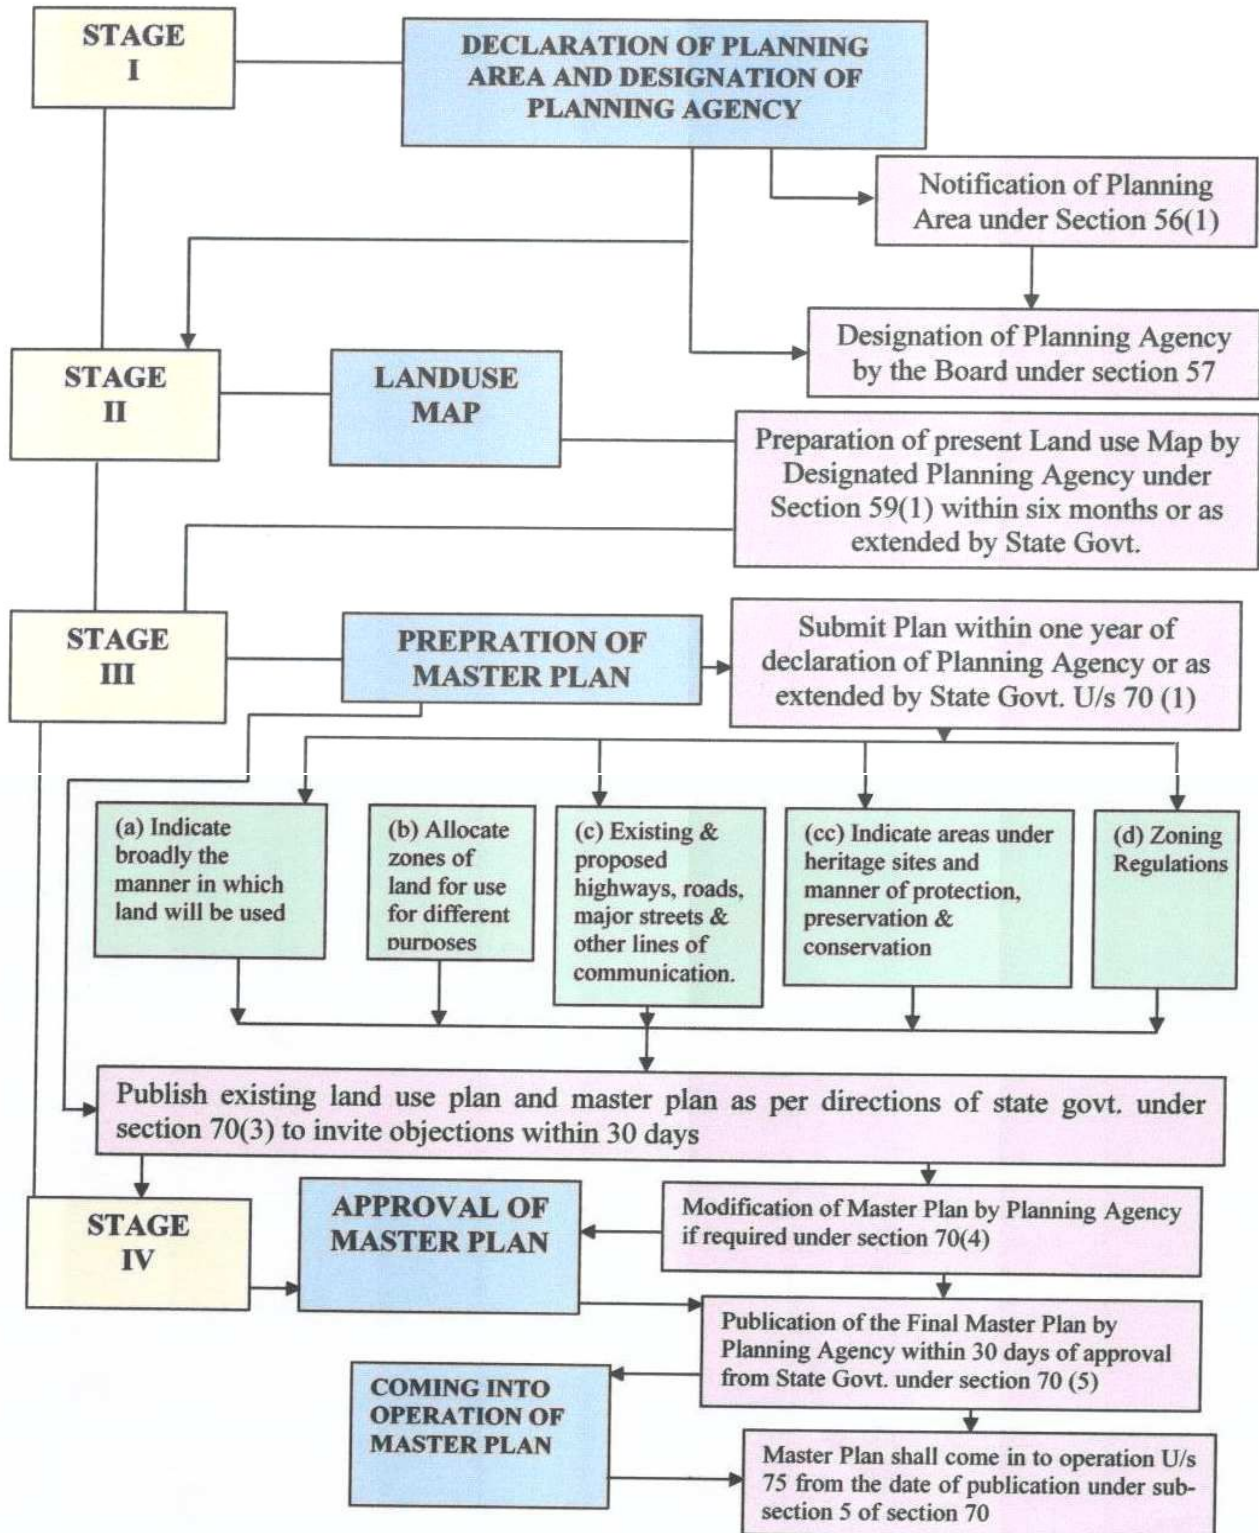 STAGE
I
DECLARATION OF PLANNING
AREA AND DESIGNATION OF
PLANNING AGENCY
Notification of Planning
Area under Section 56(1)
Designation of Planning Agency
by the Board under section 57
STAGE
II
LANDUSE
MAP
Preparation of present Land use Map by
Designated Planning Agency under
Section 59(1) within six months or as
extended by State Govt.
STAGE
III
PREPRATION OF
MASTER PLAN
Submit Plan within one year of
declaration of Planning Agency or as
extended by State Govt. U/s 70 (1)
(a) Indicate
broadly the
manner in which
land will be used
(b) Allocate
zones of
land for use
for different
purposes
(c) Existing &
proposed
highways, roads,
major streets &
other lines of
communication.
(cc) Indicate areas under
heritage sites and
manner of protection,
preservation &
conservation
(d) Zoning
Regulations
Publish existing land use plan and master plan as per directions of state govt. under
section 70(3) to invite objections within 30 days
STAGE
IV
APPROVAL OF
MASTER PLAN
Modification of Master Plan by Planning Agency
if required under section 70(4)
Publication of the Final Master Plan by
Planning Agency within 30 days of approval
from State Govt. under section 70 (5)
COMING INTO
OPERATION OF
MASTER PLAN
Master Plan shall come in to operation U/s
75 from the date of publication under sub-
section 5 of section 70